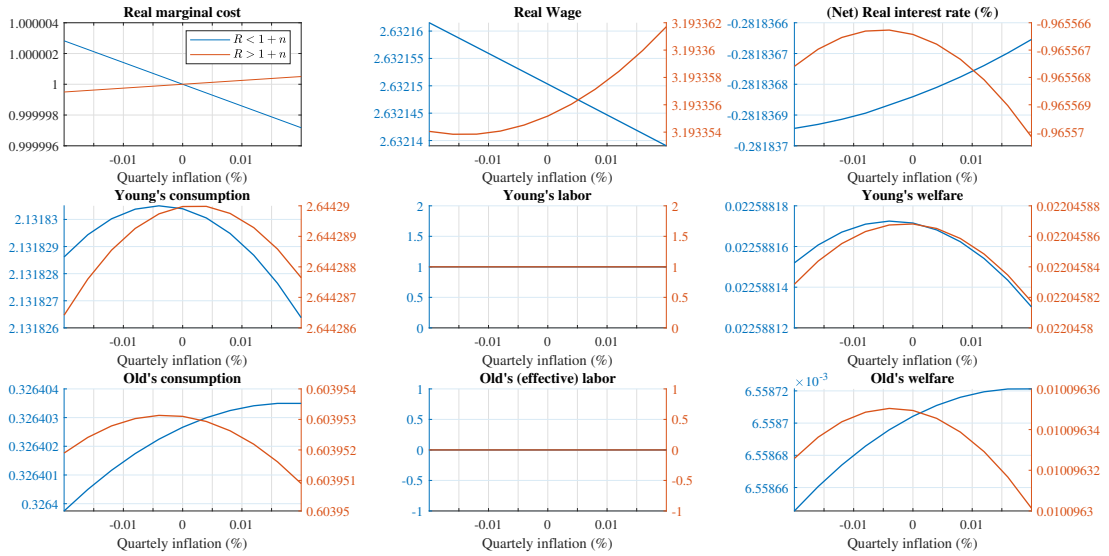 Real marginal cost
1.000004
1.000002
1
0.999998
0.999996
R < 1 + n
R > 1 + n
-0.01 0 0.01
Quartely inflation (%)
Real Wage
2.63216
2.632155
2.63215
2.632145
2.63214
3.193362
3.19336
3.193358
3.193356
3.193354
-0.01 0 0.01
Quartely inflation (%)
(Net) Real interest rate (%)
-0.2818366
-0.281837
-0.2818368
-0.281836
-0.281837
-0.965566
-0.965567
-0.965568
-0.965569
-0.96557
-0.01 0 0.01
Quartely inflation (%)
Young's consumption
2.13183
2.131829
2.131828
2.131827
2.131826
2.64429
2.644289
2.644288
2.644287
2.644286
-0.01 0 0.01
Quartely inflation (%)
Young's labor
2
1.5
1
0.5
0
2
1.5
1
0.5
0
-0.01 0 0.01
Quartely inflation (%)
Young's welfare
0.02258818
0.02258816
0.02258814
0.02258812
0.02204588
0.02204586
0.02204584
0.02204582
0.0220458
-0.01 0 0.01
Quartely inflation (%)
Old's consumption
0.326404
0.326403
0.326402
0.326401
0.3264
0.603954
0.603953
0.603952
0.603951
0.60395
-0.01 0 0.01
Quartely inflation (%)
Old's (effective) labor
1
0.5
0
-0.5
-1
1
0.5
0
-0.5
-1
-0.01 0 0.01
Quartely inflation (%)
Old's welfare
×10⁻³
6.55872
6.5587
6.55868
6.55866
0.01009636
0.01009634
0.01009632
0.0100963
-0.01 0 0.01
Quartely inflation (%)